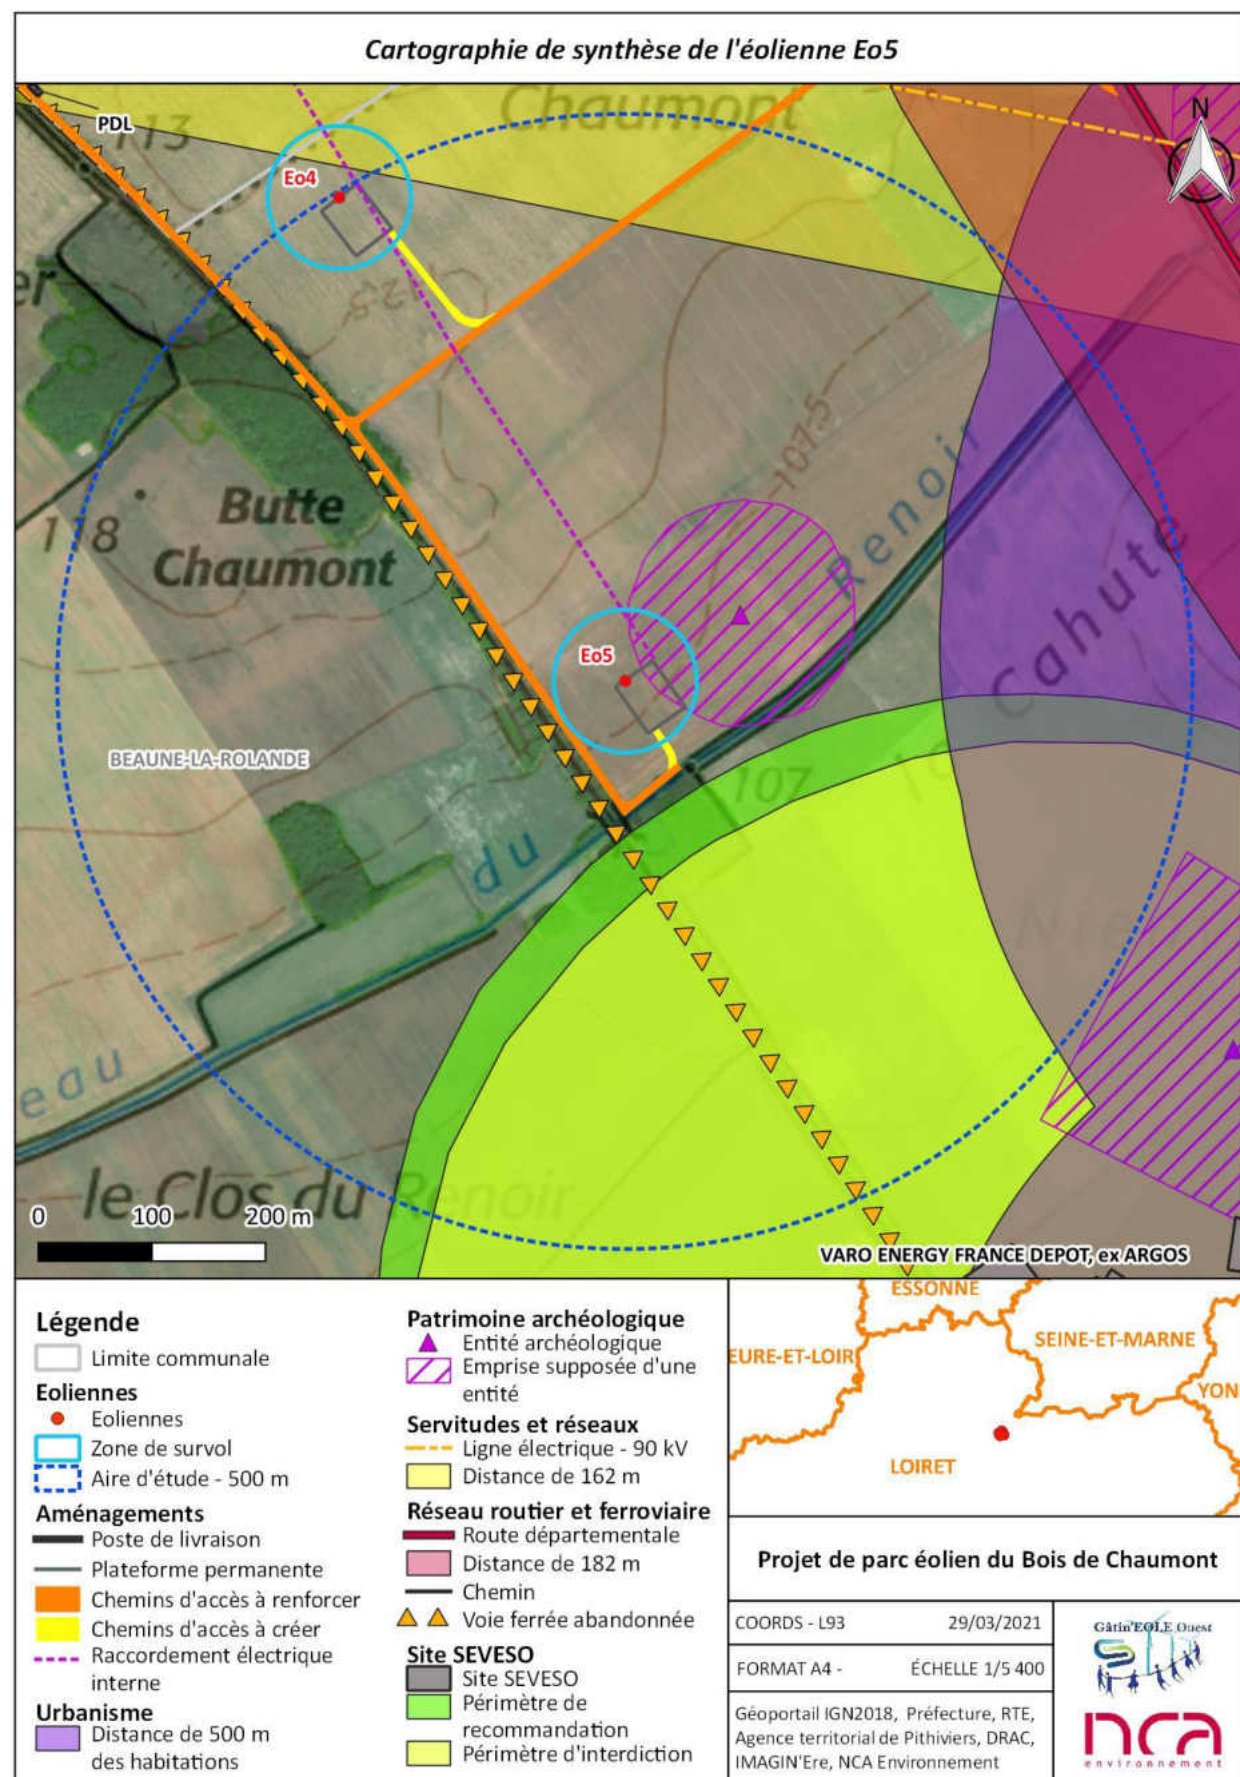 Cartographie de synthèse de l'éolienne Eo5
Chaumont
N
PDL
113
Eo4
125
107.5
Renoir
Butte
Chaumont
118
Cahute
Eo5
BEAUNE-LA-ROLANDE
107
du
eau
le Clos du Renoir
0 100 200 m
VARO ENERGY FRANCE DEPOT, ex ARGOS
Légende
Limite communale
Eoliennes
Eoliennes
Zone de survol
Aire d'étude - 500 m
Aménagements
Poste de livraison
Plateforme permanente
Chemins d'accès à renforcer
Chemins d'accès à créer
Raccordement électrique
interne
Urbanisme
Distance de 500 m
des habitations
Patrimoine archéologique
Entité archéologique
Emprise supposée d'une
entité
Servitudes et réseaux
Ligne électrique - 90 kV
Distance de 162 m
Réseau routier et ferroviaire
Route départementale
Distance de 182 m
Chemin
Voie ferrée abandonnée
Site SEVESO
Site SEVESO
Périmètre de
recommandation
Périmètre d'interdiction
ESSONNE
SEINE-ET-MARNE
EURE-ET-LOIR
YON
LOIRET
Projet de parc éolien du Bois de Chaumont
COORDS - L93 29/03/2021
FORMAT A4 - ÉCHELLE 1/5 400
Géoportail IGN2018, Préfecture, RTE,
Agence territorial de Pithiviers, DRAC,
IMAGIN'Ere, NCA Environnement
Gâtin'EOLE Ouest
nca
environnement